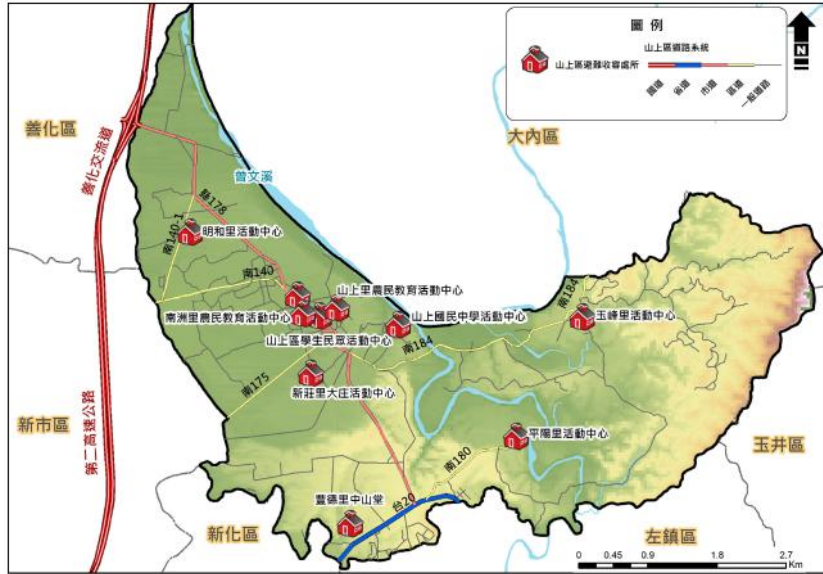 圖 例
山上區道路系統
山上區避難收容處所
國道
省道
市道
區道
一般道路
N
善化區
善化交流道
大內區
曾文溪
縣178
南140-1
明和里活動中心
南140
山上里農民教育活動中心
南184
南洲里農民教育活動中心
山上國民中學活動中心
玉峰里活動中心
山上區學生民眾活動中心
南184
南175
新莊里大庄活動中心
第二高速公路
新市區
平陽里活動中心
玉井區
南180
豐德里中山堂
台20
新化區
左鎮區
0 0.45 0.9 1.8 2.7
Km